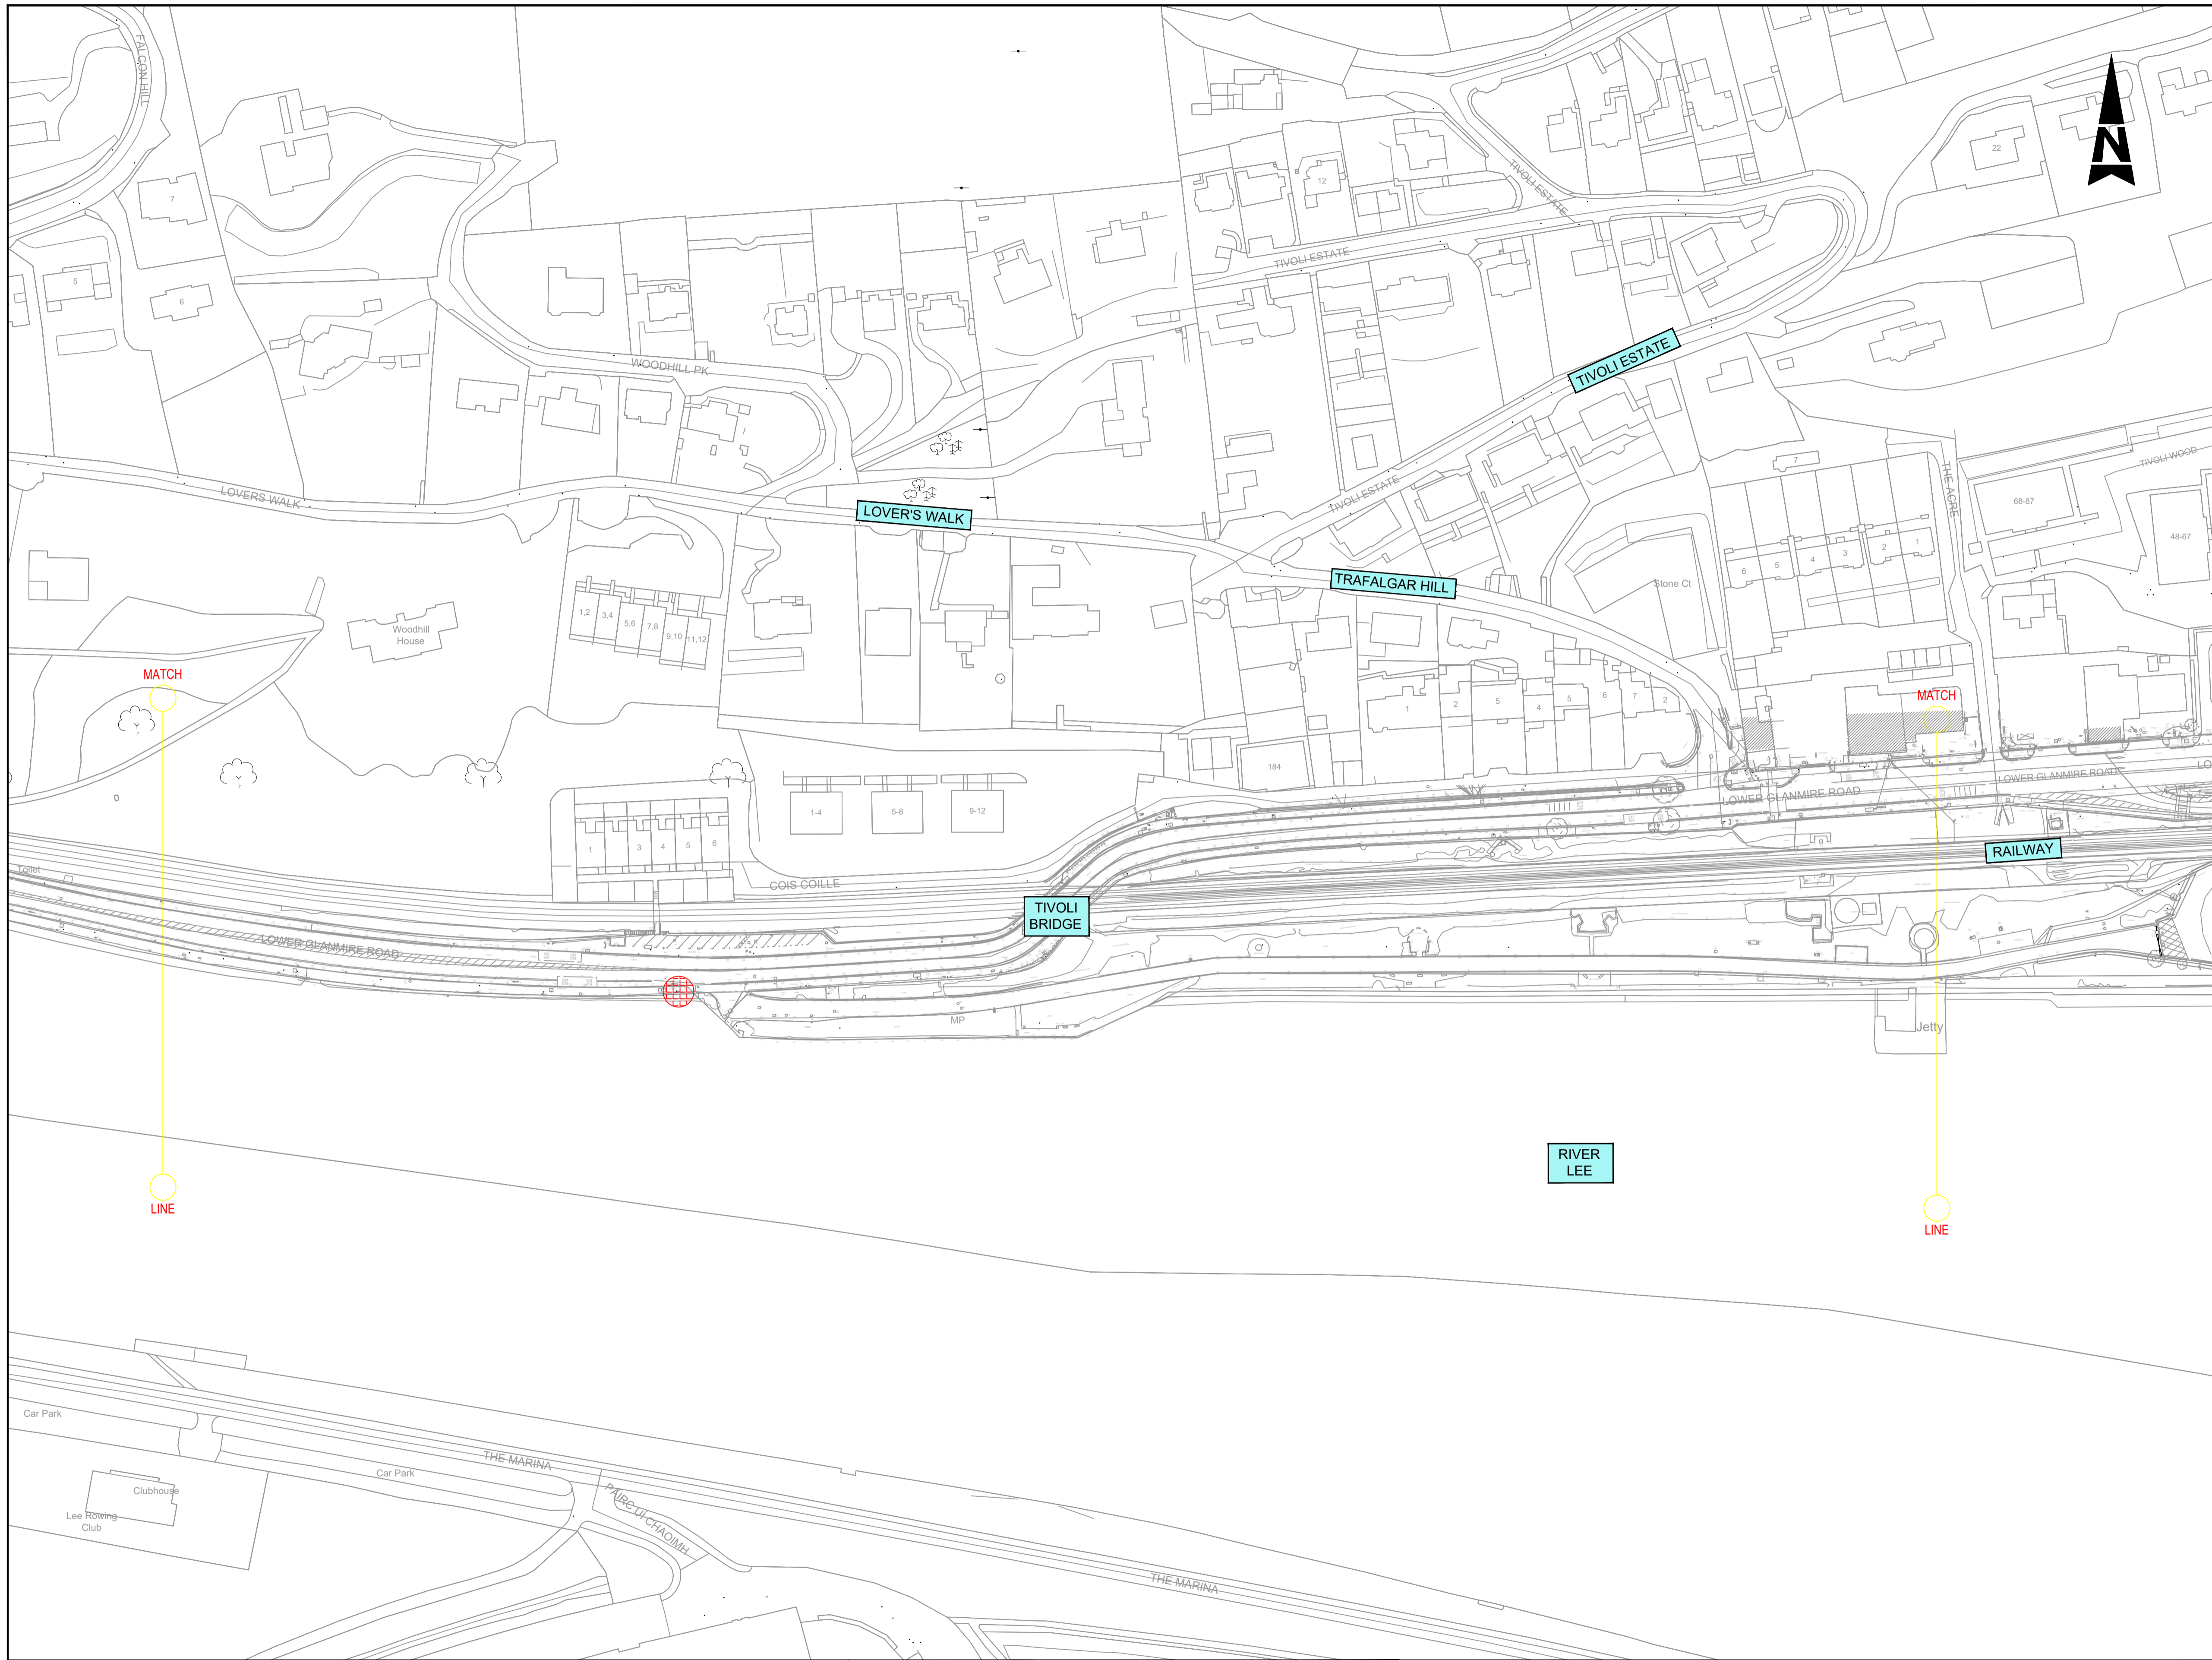 FALCON HILL
N
7
12
22
TIVOLI ESTATE
TIVOLI ESTATE
5
6
TIVOLI ESTATE
WOODHILL PK
TIVOLI ESTATE
7
THE ACRE
TIVOLI WOOD
68-87
48-67
LOVERS WALK
LOVER'S WALK
6
5
4
3
2
1
TRAFALGAR HILL
Stone Ct
1,2
3,4
5,6
7,8
9,10
11,12
Woodhill
House
MATCH
MATCH
1
2
5
4
5
6
7
2
184
LOWER GLANMIRE ROAD
LOWER GLANMIRE ROAD
LO
1-4
5-8
9-12
1
3
4
5
6
RAILWAY
Toilet
COIS COILLE
TIVOLI
BRIDGE
LOWER GLANMIRE ROAD
MP
Jetty
RIVER
LEE
LINE
LINE
Car Park
Car Park
THE MARINA
Clubhouse
Lee Rowing
Club
PAIRC UI CHAOIMH
THE MARINA